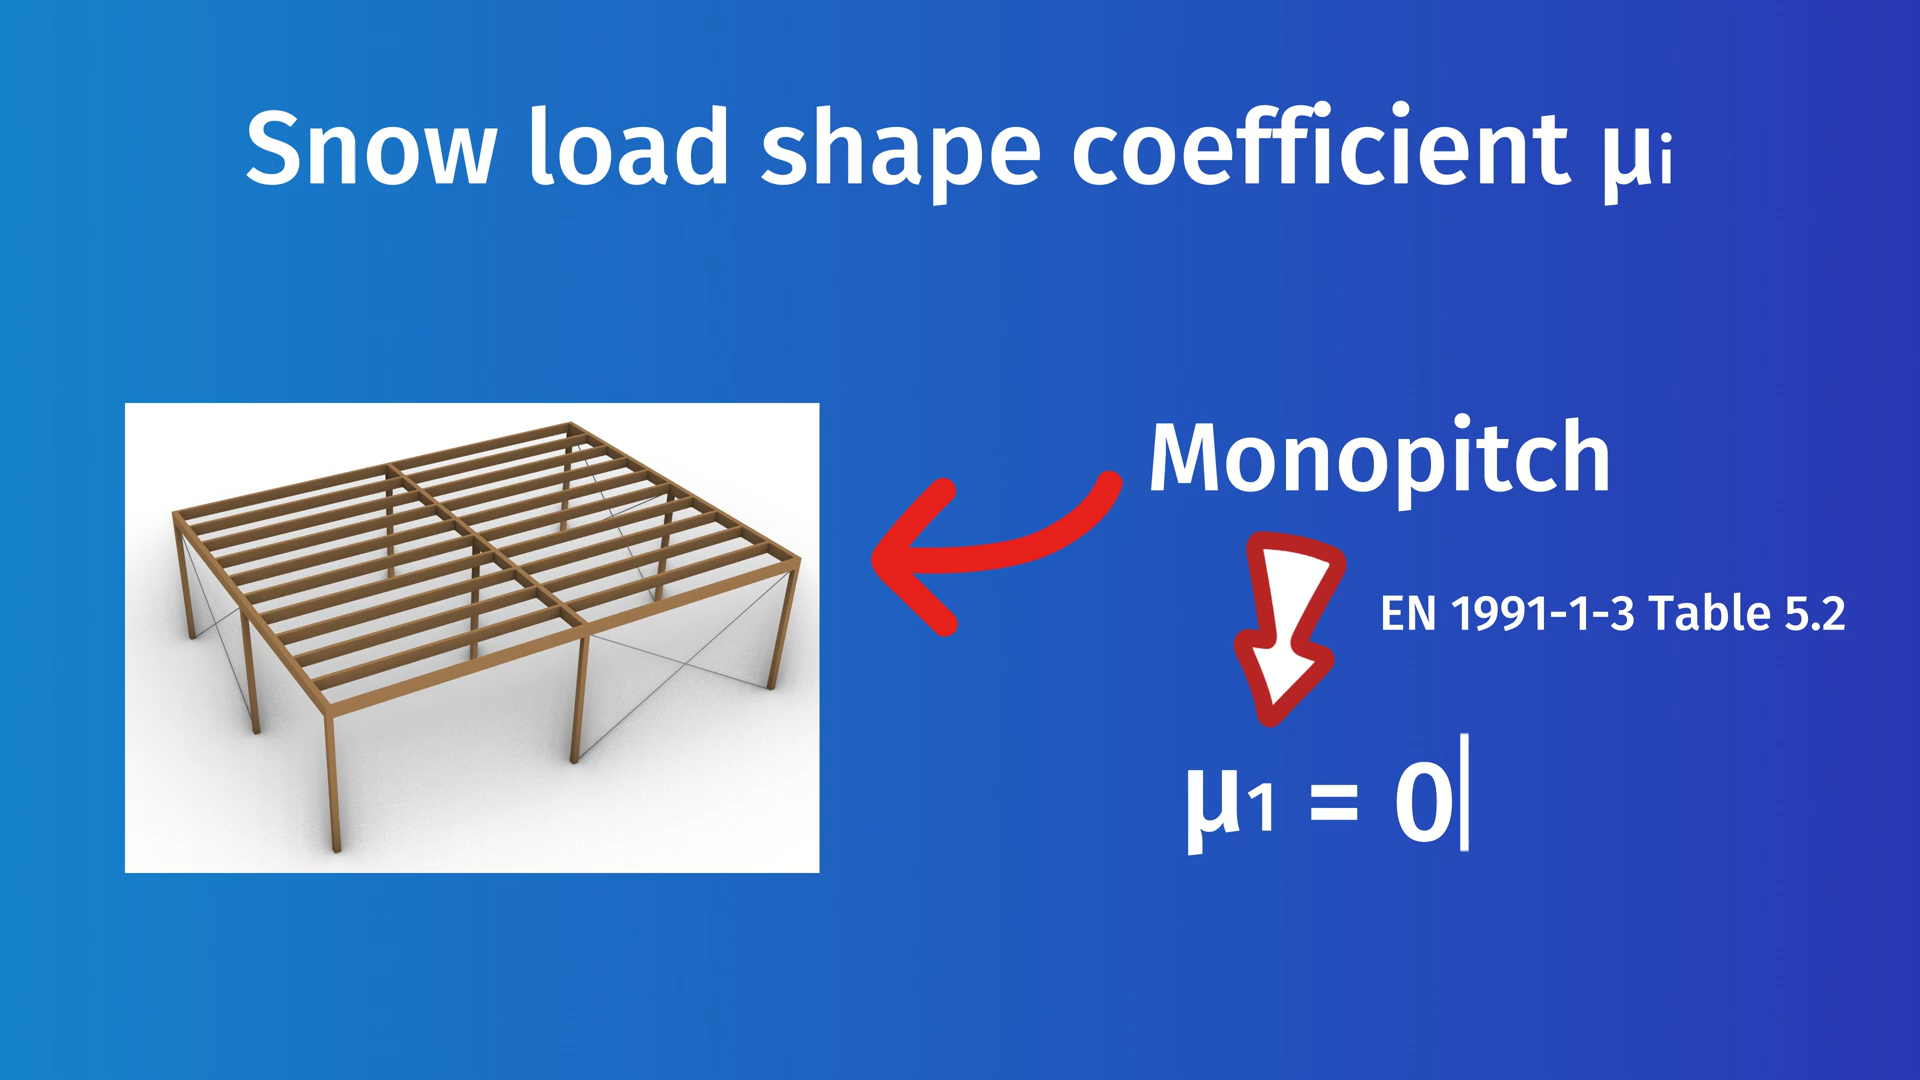 Snow load shape coefficient μi
Monopitch
EN 1991-1-3 Table 5.2
μ1 = 0